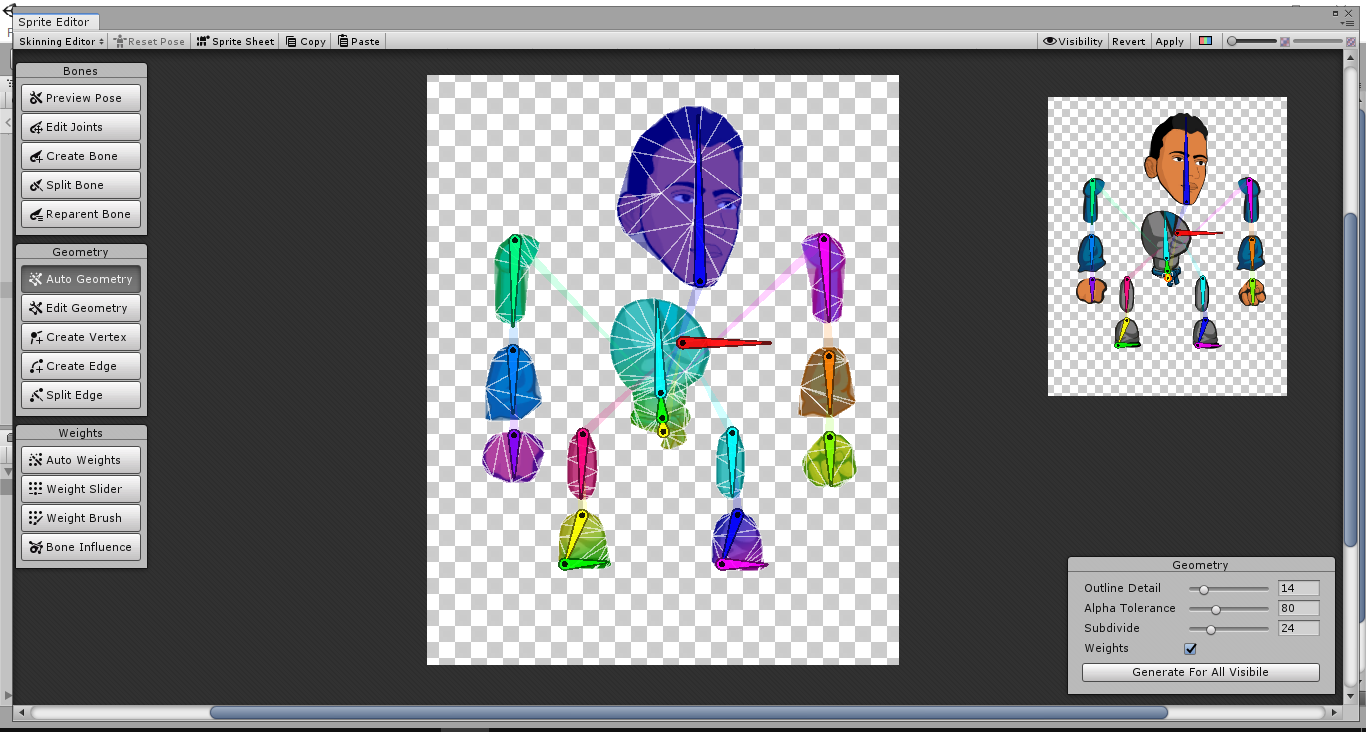 Sprite Editor
Skinning Editor Reset Pose Sprite Sheet Copy Paste Visibility Revert Apply
Bones
Preview Pose
Edit Joints
Create Bone
Split Bone
Reparent Bone
Geometry
Auto Geometry
Edit Geometry
Create Vertex
Create Edge
Split Edge
Weights
Auto Weights
Weight Slider
Weight Brush
Bone Influence
Geometry
Outline Detail 14
Alpha Tolerance 80
Subdivide 24
Weights
Generate For All Visibile